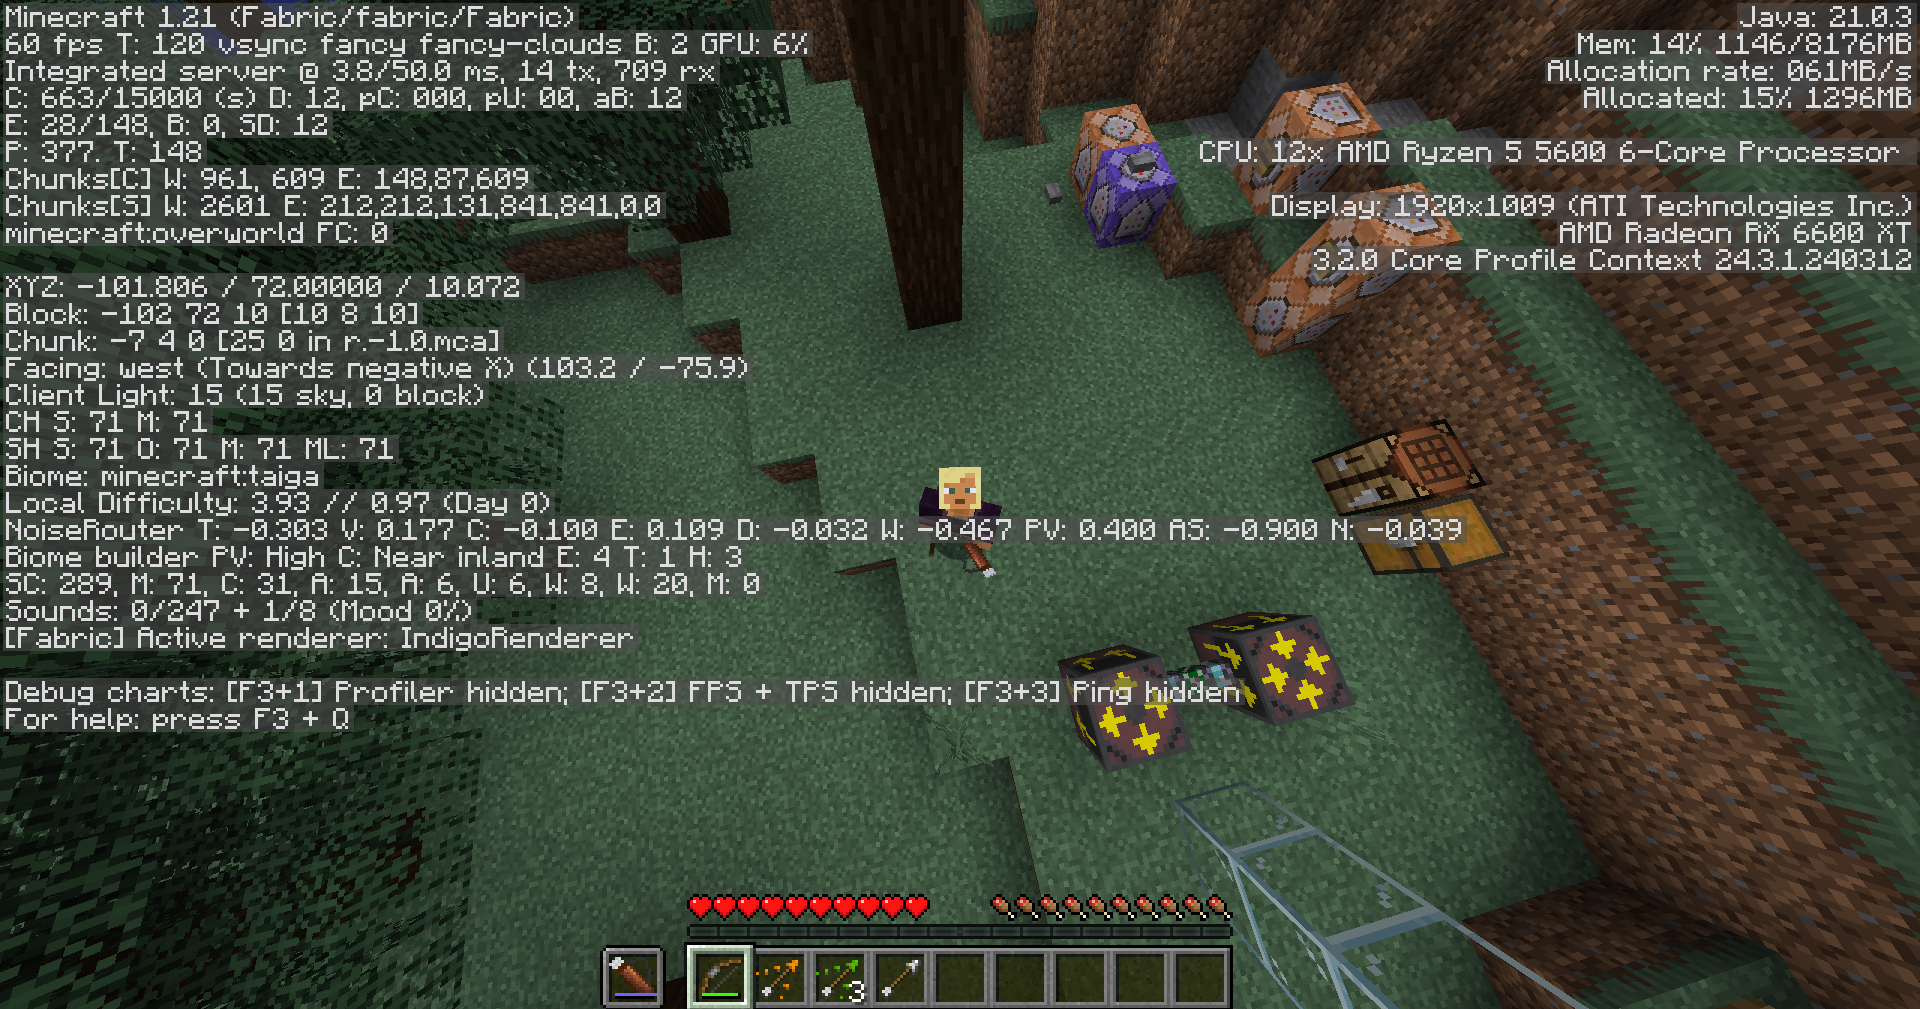 Minecraft 1.21 (Fabric/fabric/Fabric)
60 fps T: 120 vsync fancy fancy-clouds B: 2 GPU: 6%
Integrated server @ 3.8/50.0 ms, 14 tx, 709 rx
C: 663/15000 (s) D: 12, pC: 000, pU: 00, aB: 12
E: 28/148, B: 0, SD: 12
P: 377. T: 148
Chunks[C] W: 961, 609 E: 148,87,609
Chunks[S] W: 2601 E: 212,212,131,841,841,0,0
minecraft:overworld FC: 0
XYZ: -101.806 / 72.00000 / 10.072
Block: -102 72 10 [10 8 10]
Chunk: -7 4 0 [25 0 in r.-1.0.mca]
Facing: west (Towards negative X) (103.2 / -75.9)
Client Light: 15 (15 sky, 0 block)
CH S: 71 M: 71
SH S: 71 O: 71 M: 71 ML: 71
Biome: minecraft:taiga
Local Difficulty: 3.93 // 0.97 (Day 0)
NoiseRouter T: -0.303 V: 0.177 C: -0.100 E: 0.109 D: -0.032 W: -0.467 PV: 0.400 AS: -0.900 N: -0.039
Biome builder PV: High C: Near inland E: 4 T: 1 H: 3
SC: 289, M: 71, C: 31, A: 15, A: 6, U: 6, W: 8, W: 20, M: 0
Sounds: 0/247 + 1/8 (Mood 0%)
[Fabric] Active renderer: IndigoRenderer
Debug charts: [F3+1] Profiler hidden; [F3+2] FPS + TPS hidden; [F3+3] Ping hidden
For help: press F3 + Q
Java: 21.0.3
Mem: 14% 1146/8176MB
Allocation rate: 061MB/s
Allocated: 15% 1296MB
CPU: 12x AMD Ryzen 5 5600 6-Core Processor
Display: 1920x1009 (ATI Technologies Inc.)
AMD Radeon RX 6600 XT
3.2.0 Core Profile Context 24.3.1.240312
3